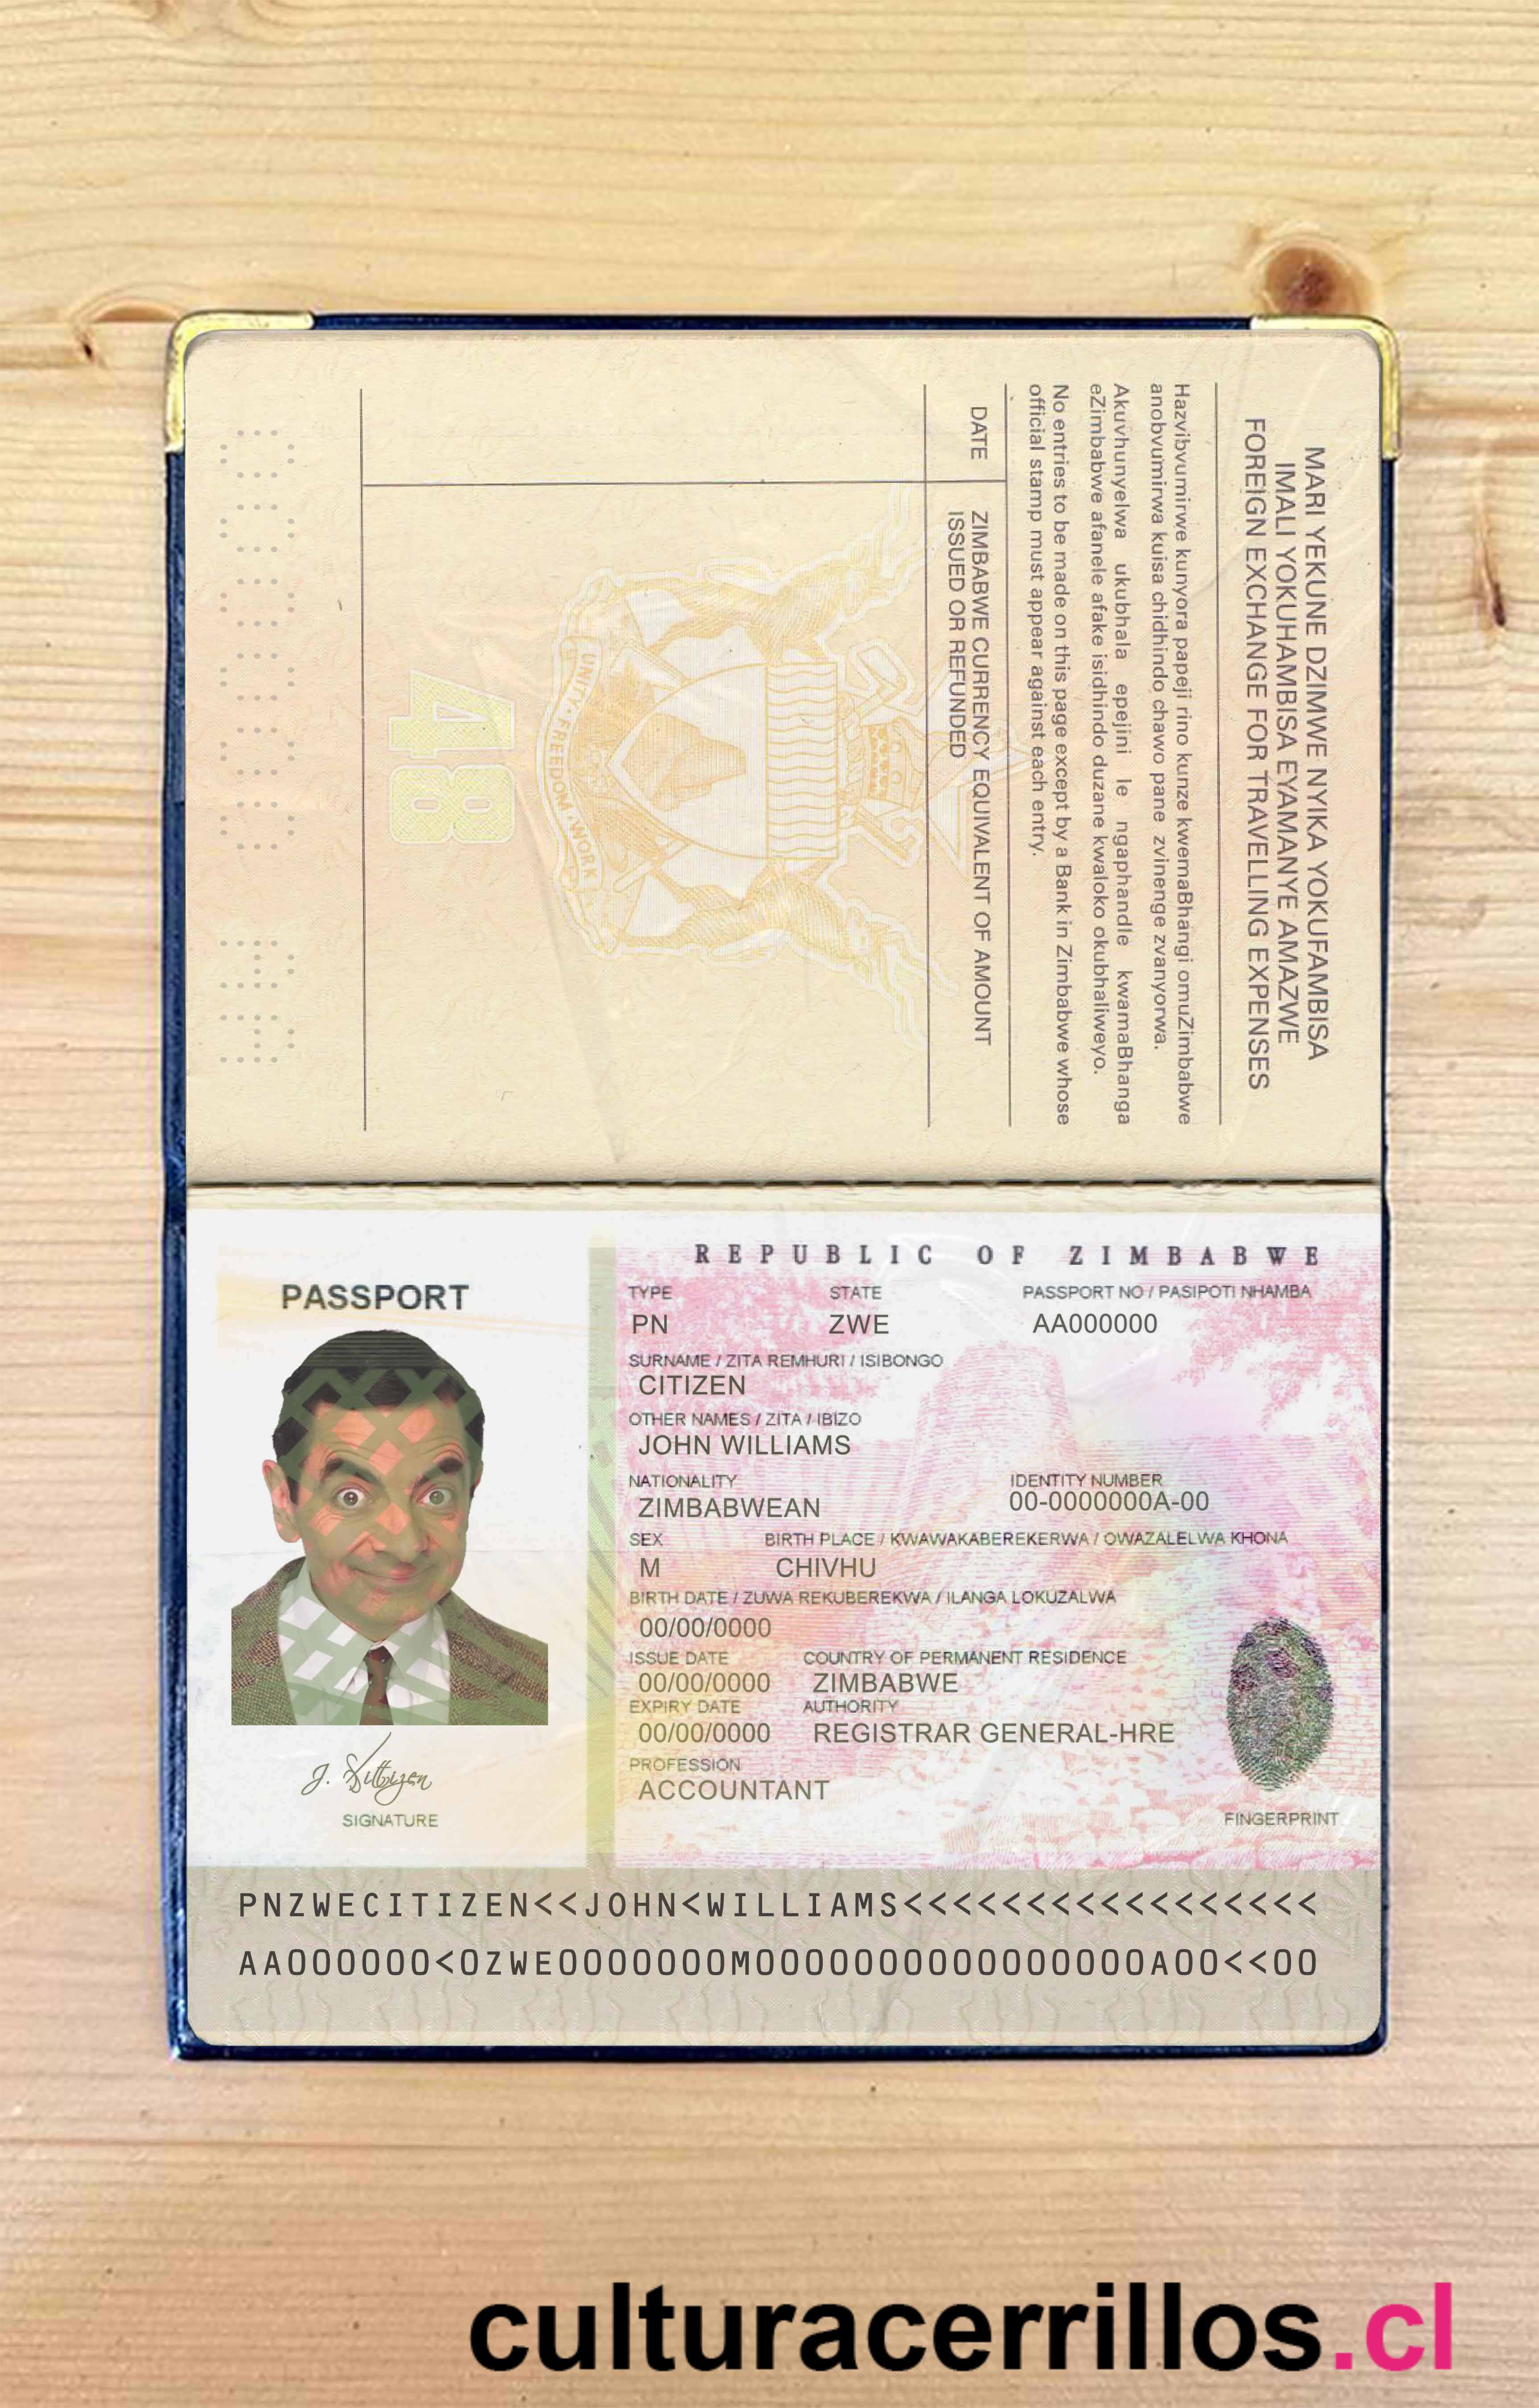 MARI YEKUNE DZIMWE NYIKA YOKUFAMBISA
IMALI YOKUHAMBISA EYAMANYE AMAZWE
FOREIGN EXCHANGE FOR TRAVELLING EXPENSES
Hazvibvumirwe kunyora papeji rino kunze kwemaBhangi omuZimbabwe
anobvumirwa kuisa chidhindo chawo pane zvinenge zvanyorwa.
Akuvhunyelwa ukubhala epejini le ngaphandle kwamaBhanga
eZimbabwe afanele afake isidhindo duzane kwaloko okubhaliweyo.
No entries to be made on this page except by a Bank in Zimbabwe whose
official stamp must appear against each entry.
DATE
ZIMBABWE CURRENCY EQUIVALENT OF AMOUNT
ISSUED OR REFUNDED
UNITY · FREEDOM · WORK
48
REPUBLIC OF ZIMBABWE
PASSPORT
TYPE STATE PASSPORT NO / PASIPOTI NHAMBA
PN ZWE AA000000
SURNAME / ZITA REMHURI / ISIBONGO
CITIZEN
OTHER NAMES / ZITA / IBIZO
JOHN WILLIAMS
NATIONALITY IDENTITY NUMBER
ZIMBABWEAN 00-0000000A-00
SEX BIRTH PLACE / KWAWAKABEREKERWA / OWAZALELWA KHONA
M CHIVHU
BIRTH DATE / ZUWA REKUBEREKWA / ILANGA LOKUZALWA
00/00/0000
ISSUE DATE COUNTRY OF PERMANENT RESIDENCE
00/00/0000 ZIMBABWE
EXPIRY DATE AUTHORITY
00/00/0000 REGISTRAR GENERAL-HRE
PROFESSION
ACCOUNTANT
J. Sitizen
SIGNATURE
FINGERPRINT
PNZWECITIZEN<<JOHN<WILLIAMS<<<<<<<<<<<<<<<<<
AA000000<0ZWE0000000M0000000000000000A00<<00
culturacerrillos.cl